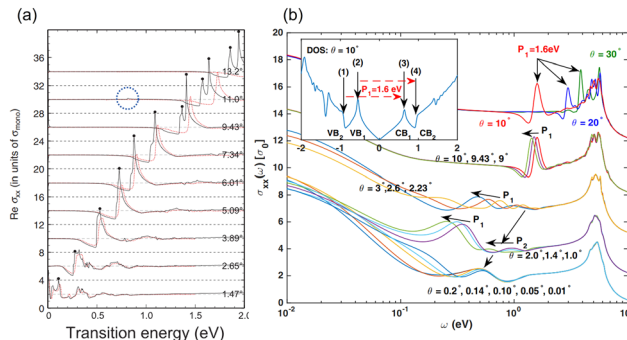 (a)
Re σxx (in units of σmono)
36
32
28
24
20
16
12
8
4
0
13.2°
11.0°
9.43°
7.34°
6.01°
5.09°
3.89°
2.65°
1.47°
0.0
0.5
1.0
1.5
2.0
Transition energy (eV)
(b)
σxx(ω) [σ0]
20
18
16
14
12
10
8
6
4
2
0
DOS: θ = 10°
(1)
(2)
(3)
(4)
P1=1.6 eV
VB2
VB1
CB1
CB2
-2
-1
0
1
2
P1=1.6eV
θ = 30°
θ = 10°
θ = 20°
P1
θ = 10°, 9.43°, 9°
θ = 3°,2.6°, 2.23°
P1
P1
P2
θ = 2.0°,1.4°,1.0°
θ = 0.2°, 0.14°, 0.10°, 0.05°, 0.01°
10-2
10-1
100
ω (eV)